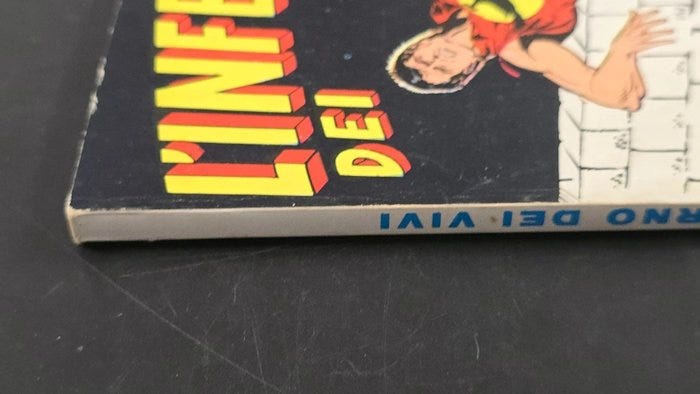 L'INFE
DEI
RNO DEI VIVI